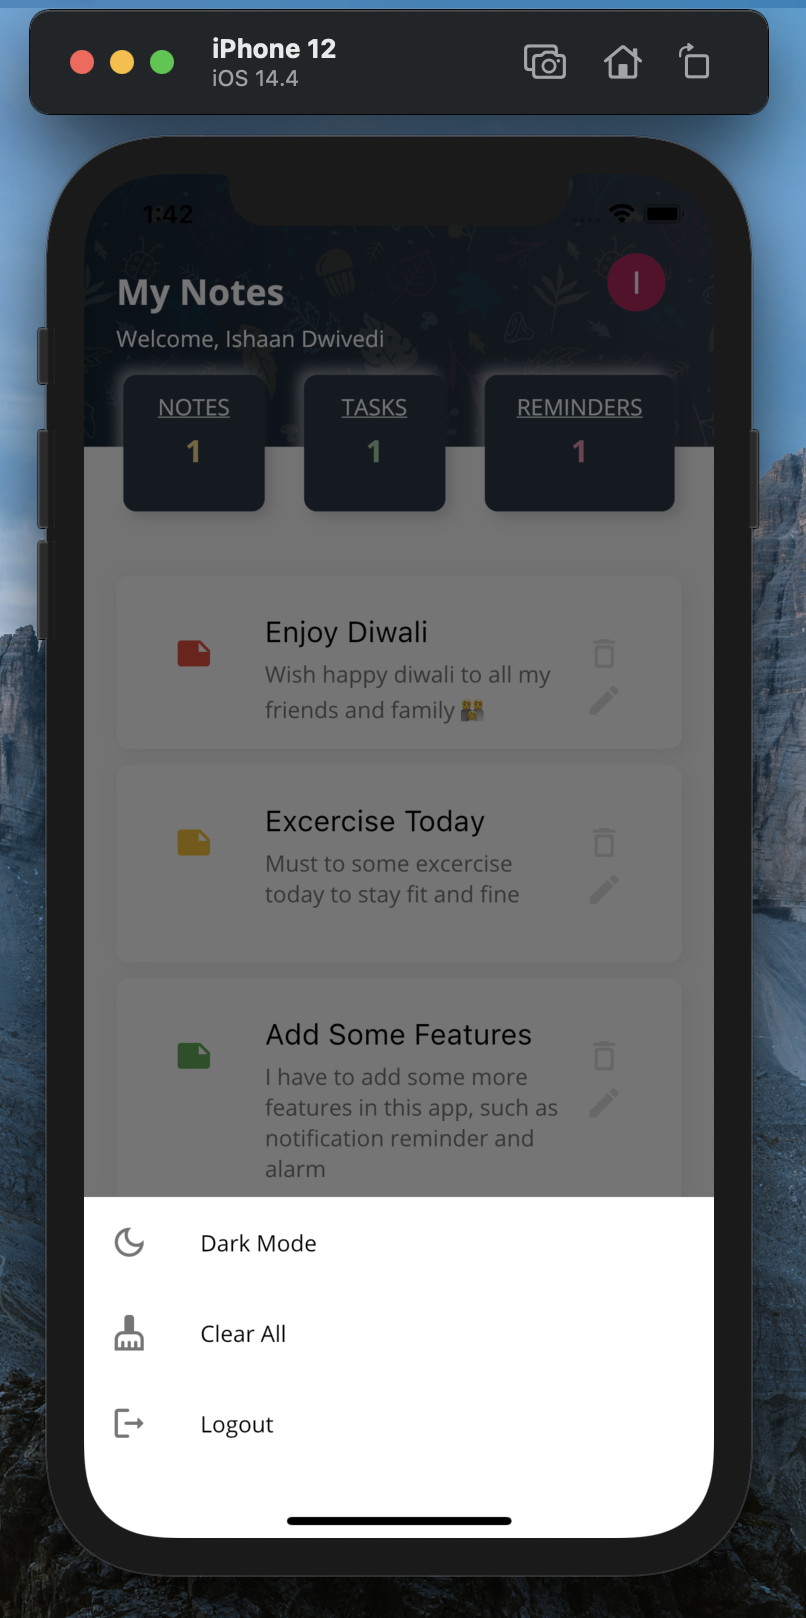 iPhone 12
iOS 14.4
1:42
My Notes
I
Welcome, Ishaan Dwivedi
NOTES
TASKS
REMINDERS
1
1
1
Enjoy Diwali
Wish happy diwali to all my
friends and family
Excercise Today
Must to some excercise
today to stay fit and fine
Add Some Features
I have to add some more
features in this app, such as
notification reminder and
alarm
Dark Mode
Clear All
Logout